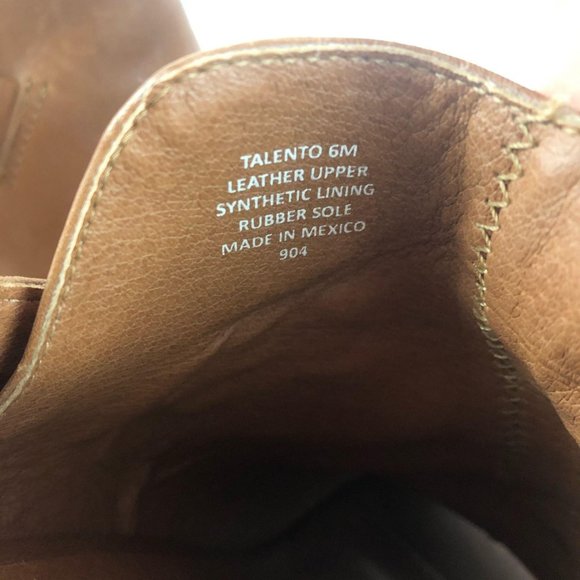 TALENTO 6M
LEATHER UPPER
SYNTHETIC LINING
RUBBER SOLE
MADE IN MEXICO
904